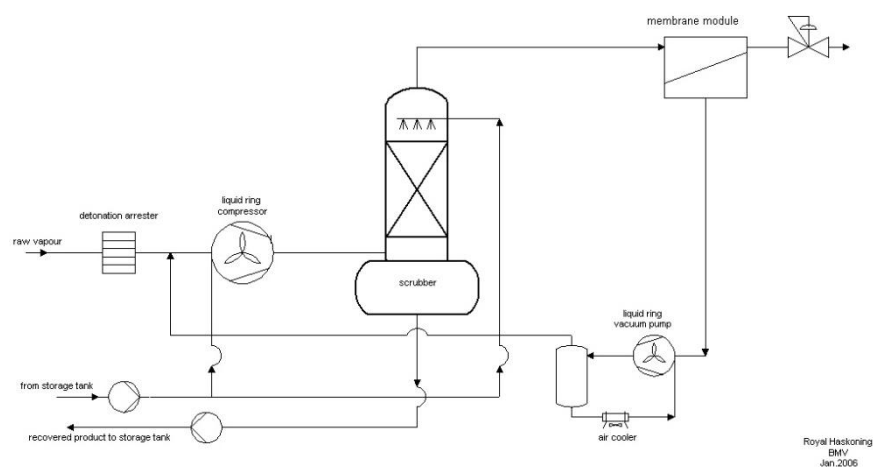 membrane module
liquid ring
compressor
detonation arrester
raw vapour
scrubber
liquid ring
vacuum pump
from storage tank
air cooler
recovered product to storage tank
Royal Haskoning
BMV
Jan.2006